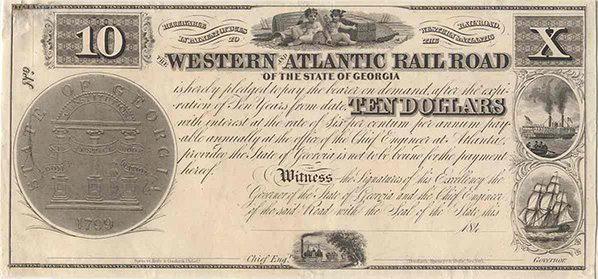 RECEIVABLE RAILROAD,
IN PAYMENT OF DUES WESTERN & ATLANTIC
TO THE
10 X
THE WESTERN AND ATLANTIC RAIL ROAD
OF THE STATE OF GEORGIA
is hereby pledged to pay the bearer on demand, after the expi-
ration of Ten Years from date, TEN DOLLARS
with interest at the rate of Six per centum per annum pay-
able annually at the office of the Chief Engineer at Atlanta,
provided the State of Georgia is not to be bound for the payment
hereof.
Witness the Signatures of his Excellency the
Governor of the State of Georgia and the Chief Engineer
of the said Road with the Seal of the State this
184
STATE OF GEORGIA
CONSTITUTION
1799
Chief Engr. Governor.